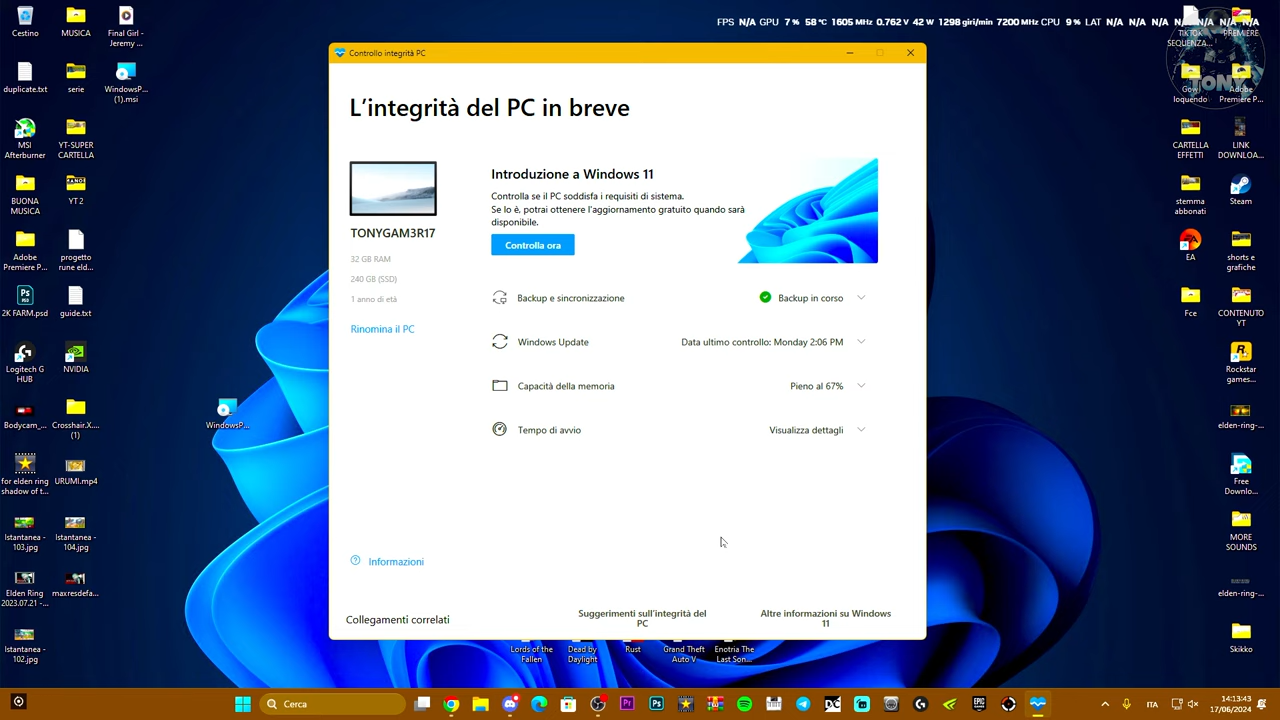 FPS N/A GPU 7 % 58 °C 1605 MHz 0.762 V 42 W 1298 giri/min 7200 MHz CPU 9 % LAT N/A N/A N/A N/A N/A N/A N/A
Cestino
MUSICA
Final Girl -
Jeremy ...
TIKTOK
SEQUENZA...
PREMIERE
duplicate.txt
serie
WindowsP...
(1).msi
Gow
loquendo
Adobe
Premiere P...
TONY
MSI
Afterburner
YT-SUPER
CARTELLA
CARTELLA
EFFETTI
LINK
DOWNLOA...
BUONA
MUSICA
YT 2
stemma
abbonati
Steam
Adobe
Premiere P...
progetto
rune eld...
EA
shorts e
grafiche
2K FARM.psd
guide.txt
Fce
CONTENUTO
YT
Logitech G
HUB
NVIDIA
Rockstar
games...
Bodycam_...
Crosshair.X....
(1)
WindowsP...
elden-ring...
for elden ring
shadow of t...
URUMI.mp4
Free
Downlo...
Istantanea -
103.jpg
Istantanea -
104.jpg
MORE
SOUNDS
Elden Ring
2023.07.21 -...
maxresdefa...
elden-ring-...
Istantanea -
102.jpg
Skikko
Controllo integrità PC
L'integrità del PC in breve
TONYGAM3R17
32 GB RAM
240 GB (SSD)
1 anno di età
Rinomina il PC
Introduzione a Windows 11
Controlla se il PC soddisfa i requisiti di sistema.
Se lo è, potrai ottenere l'aggiornamento gratuito quando sarà
disponibile.
Controlla ora
Backup e sincronizzazione
Backup in corso
Windows Update
Data ultimo controllo: Monday 2:06 PM
Capacità della memoria
Pieno al 67%
Tempo di avvio
Visualizza dettagli
Informazioni
Collegamenti correlati
Suggerimenti sull'integrità del
PC
Altre informazioni su Windows
11
Lords of the
Fallen
Dead by
Daylight
Rust
Grand Theft
Auto V
Enotria The
Last Son...
Cerca
ITA
14:13:43
17/06/2024